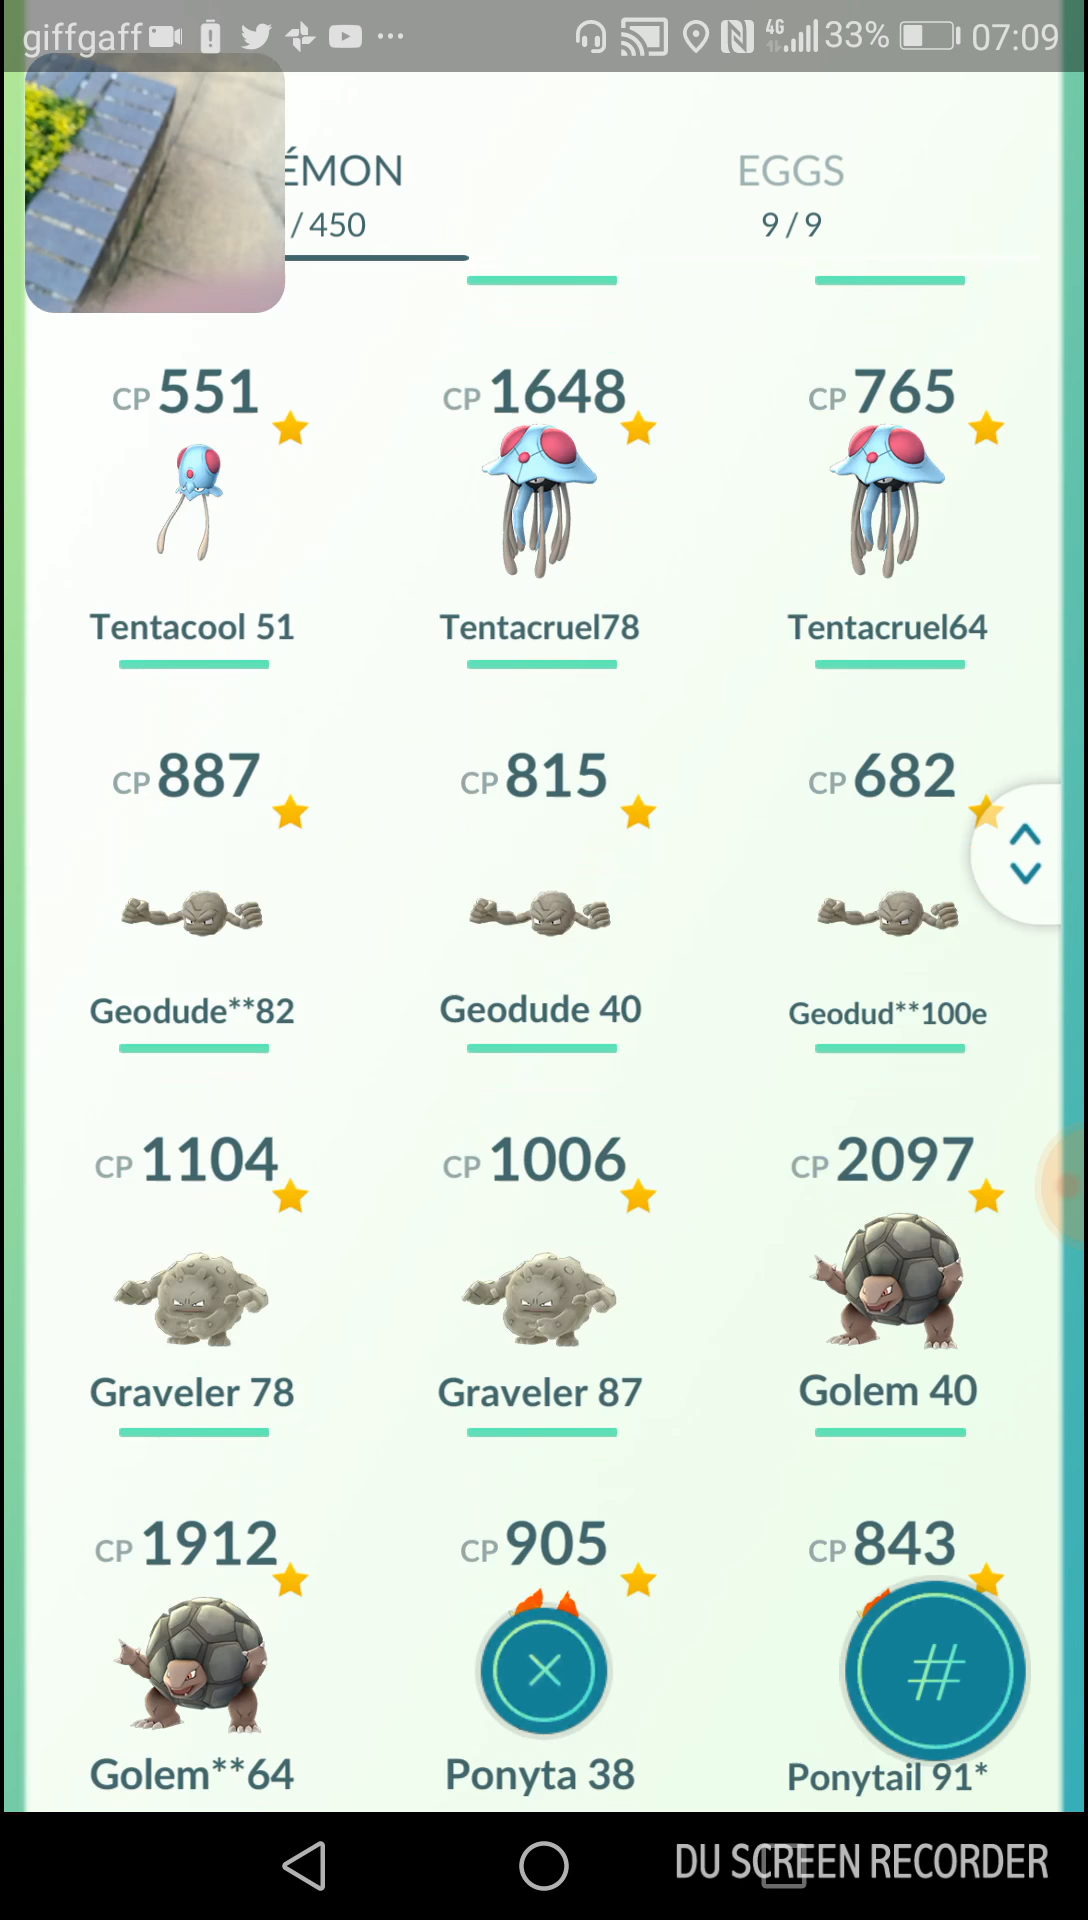 giffgaff 4G 33% 07:09
ÉMON EGGS
/ 450 9 / 9
CP 551 CP 1648 CP 765
Tentacool 51 Tentacruel78 Tentacruel64
CP 887 CP 815 CP 682
Geodude**82 Geodude 40 Geodud**100e
CP 1104 CP 1006 CP 2097
Graveler 78 Graveler 87 Golem 40
CP 1912 CP 905 CP 843
#
Golem**64 Ponyta 38 Ponytail 91*
DU SCREEN RECORDER